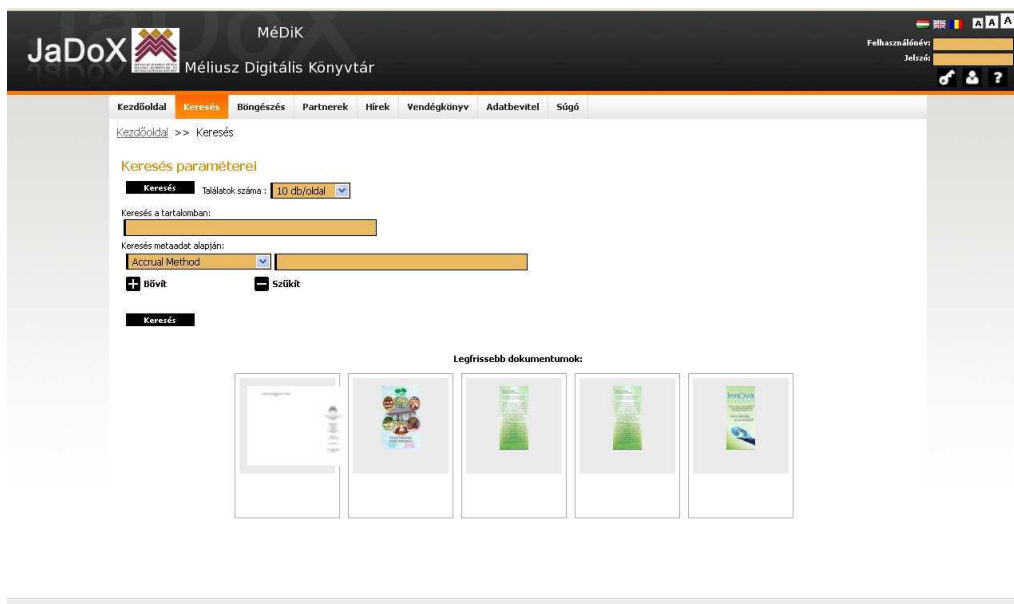 JaDoX
MéDiK
Méliusz Digitális Könyvtár
A A A
Felhasználónév:
Jelszó:
?
Kezdőoldal Keresés Böngészés Partnerek Hírek Vendégkönyv Adatbevitel Súgó
Kezdőoldal >> Keresés
Keresés paraméterei
Keresés Találatok száma : 10 db/oldal
Keresés a tartalomban:
Keresés metaadat alapján:
Accrual Method
Bővít Szűkít
Keresés
Legfrissebb dokumentumok:
InnOva